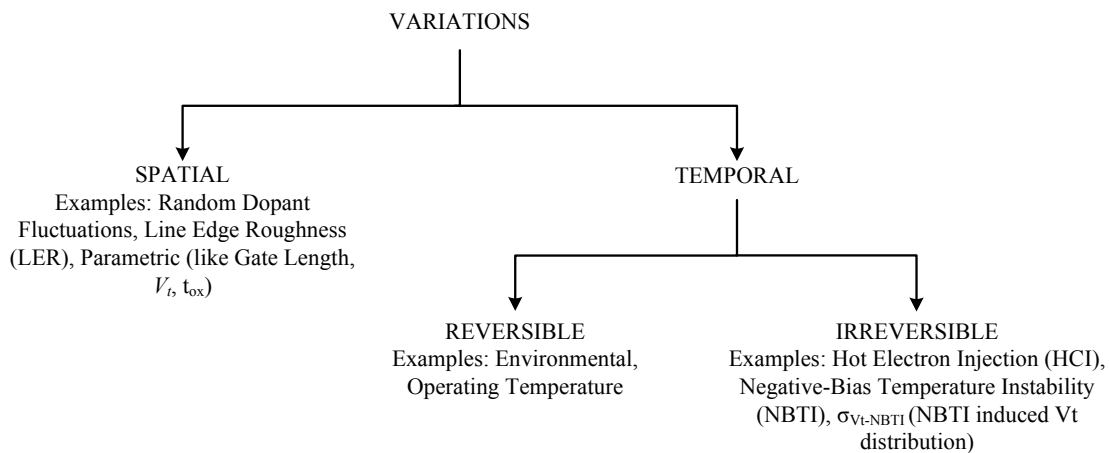 VARIATIONS
SPATIAL
Examples: Random Dopant
Fluctuations, Line Edge Roughness
(LER), Parametric (like Gate Length,
Vt, tox)
TEMPORAL
REVERSIBLE
Examples: Environmental,
Operating Temperature
IRREVERSIBLE
Examples: Hot Electron Injection (HCI),
Negative-Bias Temperature Instability
(NBTI), σVt-NBTI (NBTI induced Vt
distribution)